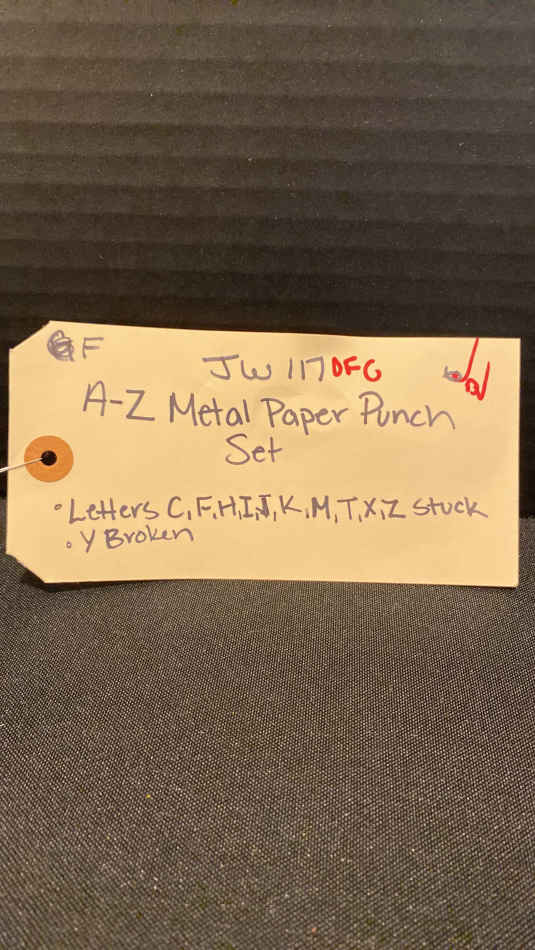 F
JW 117 DFG
A-Z Metal Paper Punch
Set
• Letters C, F, H, I, J, K, M, T, X, Z stuck
• Y Broken